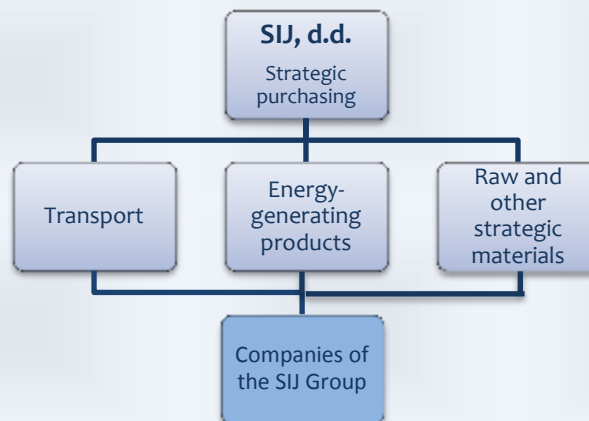 SIJ, d.d.
Strategic
purchasing
Transport
Energy-
generating
products
Raw and
other
strategic
materials
Companies of
the SIJ Group